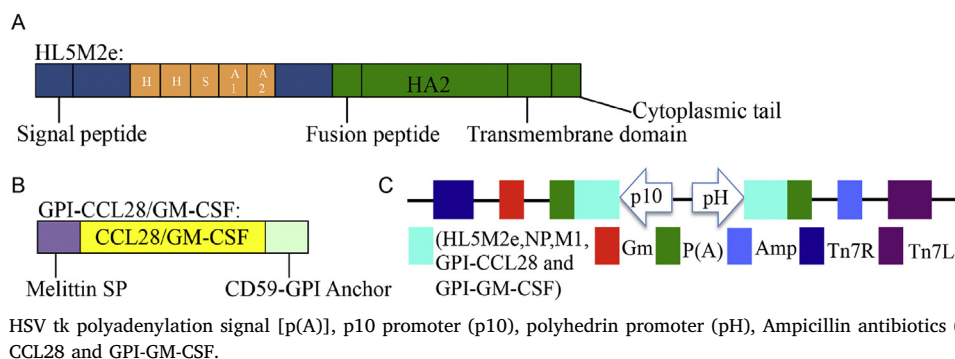 A
HL5M2e:
H H S A1 A2 HA2
Cytoplasmic tail
Signal peptide Fusion peptide Transmembrane domain
B
GPI-CCL28/GM-CSF:
CCL28/GM-CSF
Melittin SP CD59-GPI Anchor
C
p10 pH
(HL5M2e,NP,M1, Gm P(A) Amp Tn7R Tn7L
GPI-CCL28 and
GPI-GM-CSF)
HSV tk polyadenylation signal [p(A)], p10 promoter (p10), polyhedrin promoter (pH), Ampicillin antibiotics (
CCL28 and GPI-GM-CSF.